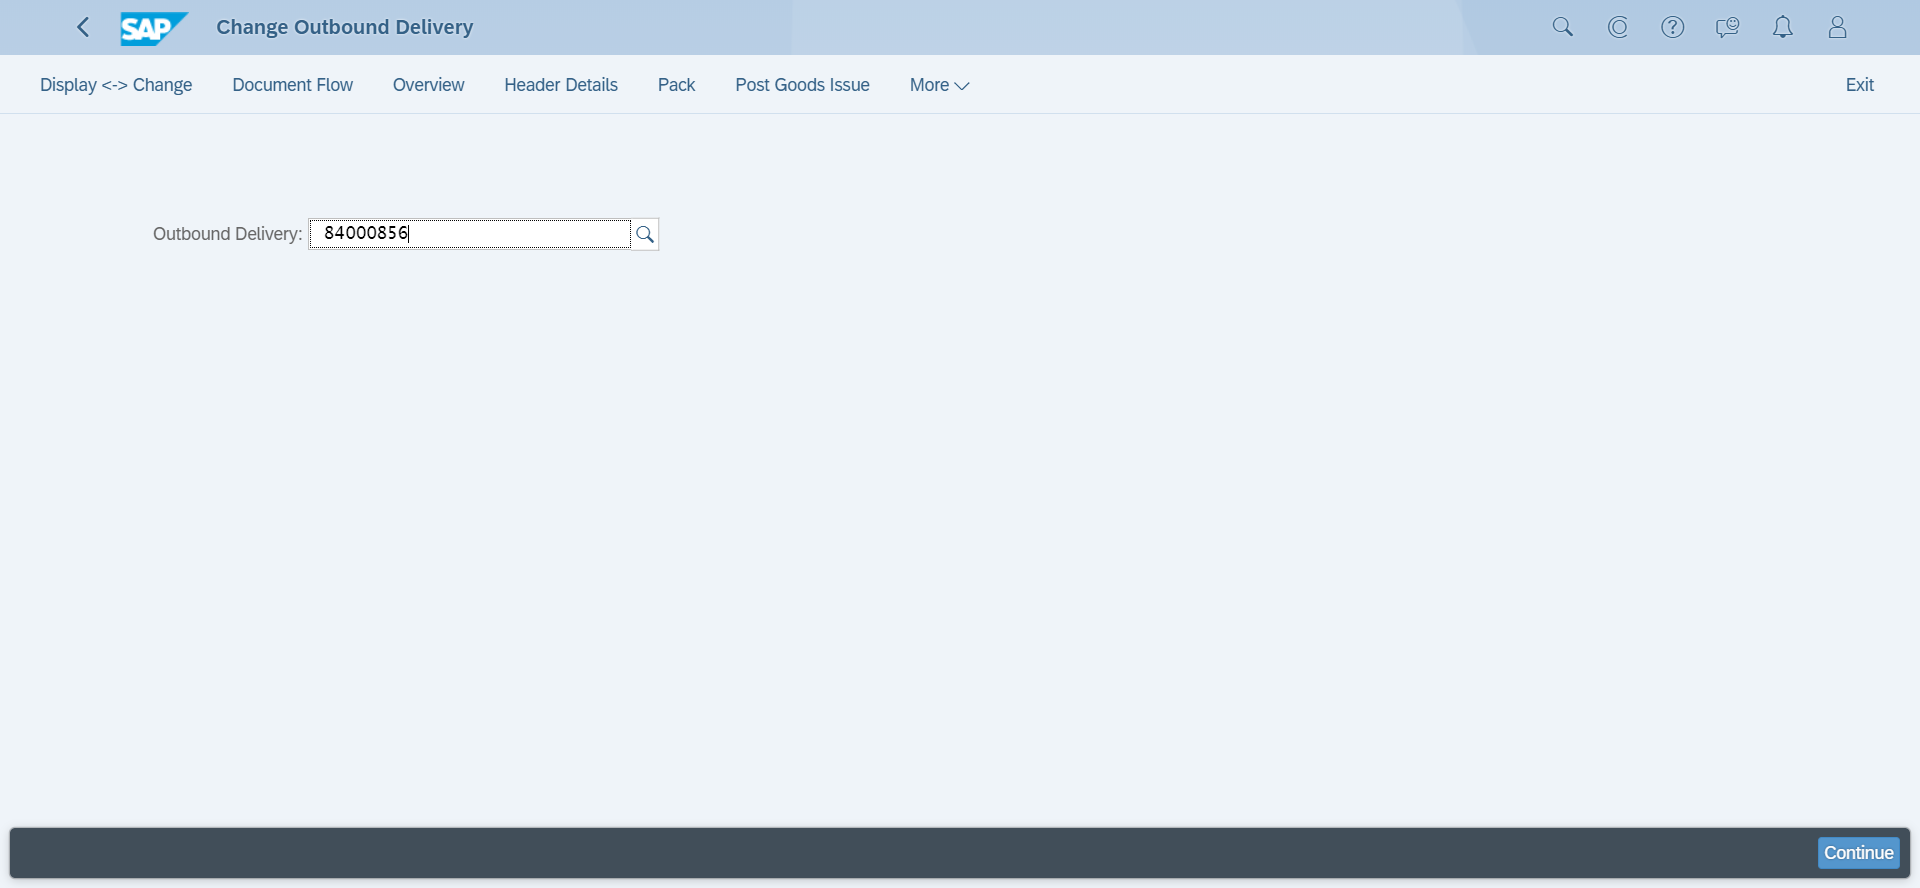 SAP Change Outbound Delivery
Display <-> Change Document Flow Overview Header Details Pack Post Goods Issue More Exit
Outbound Delivery: 84000856
Continue